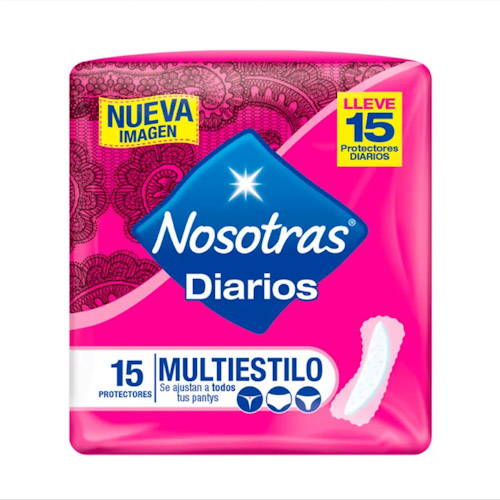 NUEVA
IMAGEN
LLEVE
15
Protectores
DIARIOS
Nosotras®
Diarios
15
PROTECTORES
MULTIESTILO
Se ajustan a todos
tus pantys